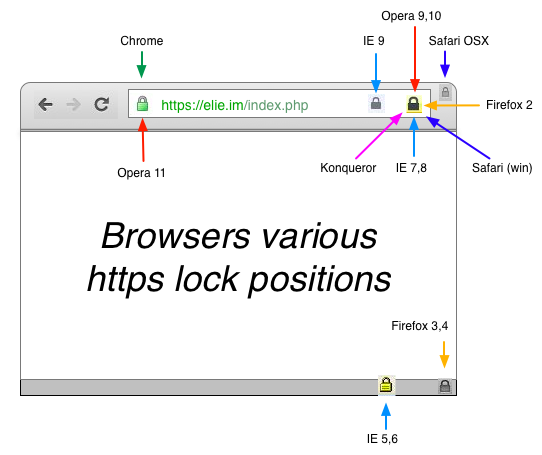 Opera 9,10
Chrome
IE 9
Safari OSX
https://elie.im/index.php
Firefox 2
Opera 11
Konqueror
IE 7,8
Safari (win)
Browsers various
https lock positions
Firefox 3,4
IE 5,6